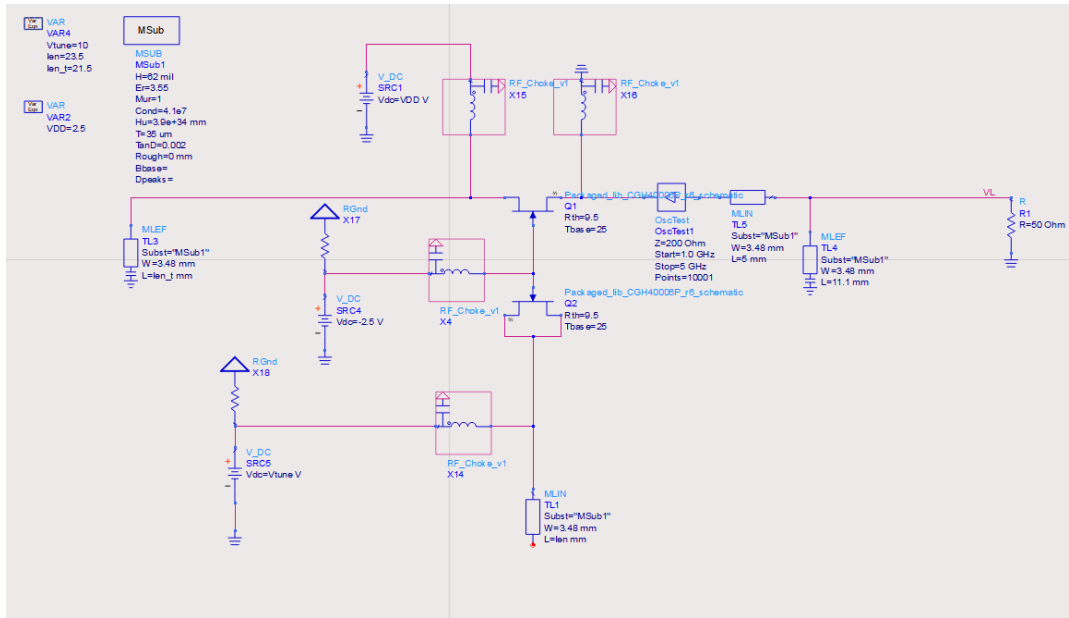 Var
Eqn
VAR
VAR4
Vtune=10
len=23.5
len_t=21.5
Var
Eqn
VAR
VAR2
VDD=2.5
MSub
MSUB
MSub1
H=62 mil
Er=3.55
Mur=1
Cond=4.1e7
Hu=3.9e+34 mm
T=35 um
TanD=0.002
Rough=0 mm
Bbase=
Dpeaks=
V_DC
SRC1
Vdc=VDD V
RF_Choke_v1
X15
RF_Choke_v1
X16
MLEF
TL3
Subst="MSub1"
W=3.48 mm
L=len_t mm
RGnd
X17
V_DC
SRC4
Vdc=-2.5 V
RF_Choke_v1
X4
Packaged_lib_CGH40006P_r6_schematic
Q1
Rth=9.5
Tbase=25
Packaged_lib_CGH40006P_r6_schematic
Q2
Rth=9.5
Tbase=25
OscTest
OscTest1
Z=200 Ohm
Start=1.0 GHz
Stop=5 GHz
Points=10001
MLIN
TL5
Subst="MSub1"
W=3.48 mm
L=5 mm
VL
MLEF
TL4
Subst="MSub1"
W=3.48 mm
L=11.1 mm
R
R1
R=50 Ohm
RGnd
X18
V_DC
SRC5
Vdc=Vtune V
RF_Choke_v1
X14
MLIN
TL1
Subst="MSub1"
W=3.48 mm
L=len mm